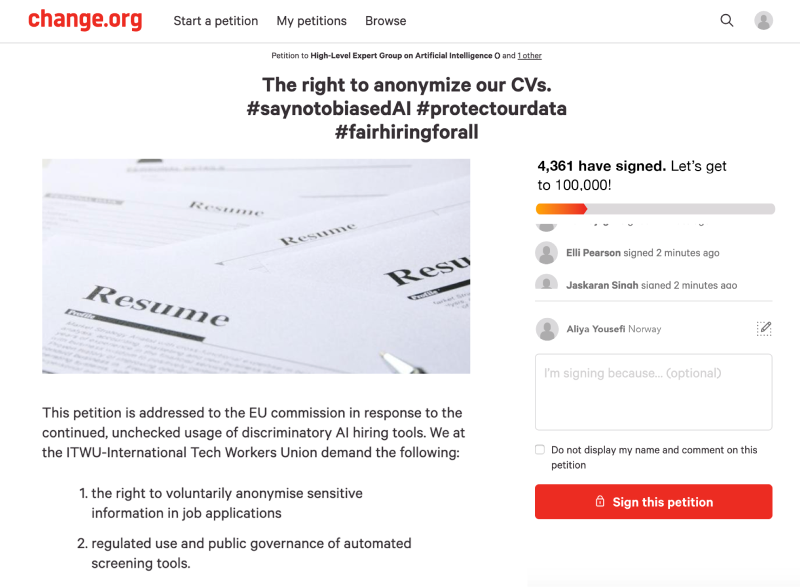 change.org
Start a petition
My petitions
Browse
Petition to High-Level Expert Group on Artificial Intelligence () and 1 other
The right to anonymize our CVs.
#saynotobiasedAI #protectourdata
#fairhiringforall
Resume
Resume
Resu
Profile
Resume
Profile
4,361 have signed. Let's get
to 100,000!
Elli Pearson signed 2 minutes ago
Jaskaran Singh signed 2 minutes ago
Aliya Yousefi Norway
I'm signing because... (optional)
Do not display my name and comment on this
petition
Sign this petition
This petition is addressed to the EU commission in response to the
continued, unchecked usage of discriminatory AI hiring tools. We at
the ITWU-International Tech Workers Union demand the following:
1. the right to voluntarily anonymise sensitive
information in job applications
2. regulated use and public governance of automated
screening tools.